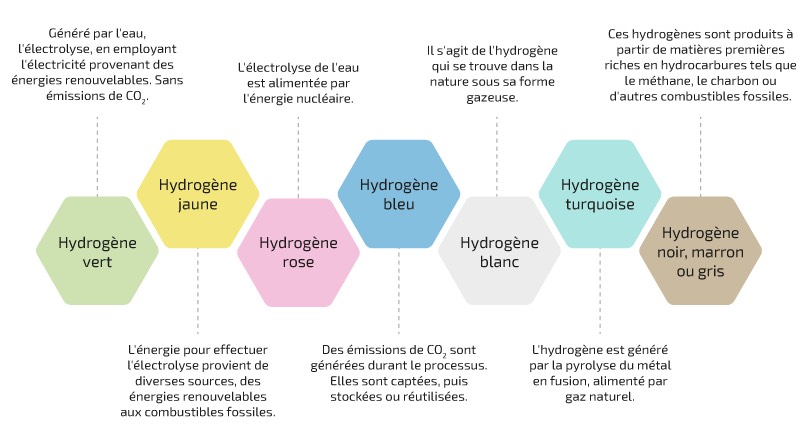 Généré par l'eau,
l'électrolyse, en employant
l'électricité provenant des
énergies renouvelables. Sans
émissions de CO₂.
L'électrolyse de l'eau
est alimentée par
l'énergie nucléaire.
Il s'agit de l'hydrogène
qui se trouve dans la
nature sous sa forme
gazeuse.
Ces hydrogènes sont produits à
partir de matières premières
riches en hydrocarbures tels que
le méthane, le charbon ou
d'autres combustibles fossiles.
Hydrogène
vert
Hydrogène
jaune
Hydrogène
rose
Hydrogène
bleu
Hydrogène
blanc
Hydrogène
turquoise
Hydrogène
noir, marron
ou gris
L'énergie pour effectuer
l'électrolyse provient de
diverses sources, des
énergies renouvelables
aux combustibles fossiles.
Des émissions de CO₂ sont
générées durant le processus.
Elles sont captées, puis
stockées ou réutilisées.
L'hydrogène est généré
par la pyrolyse du métal
en fusion, alimenté par
gaz naturel.